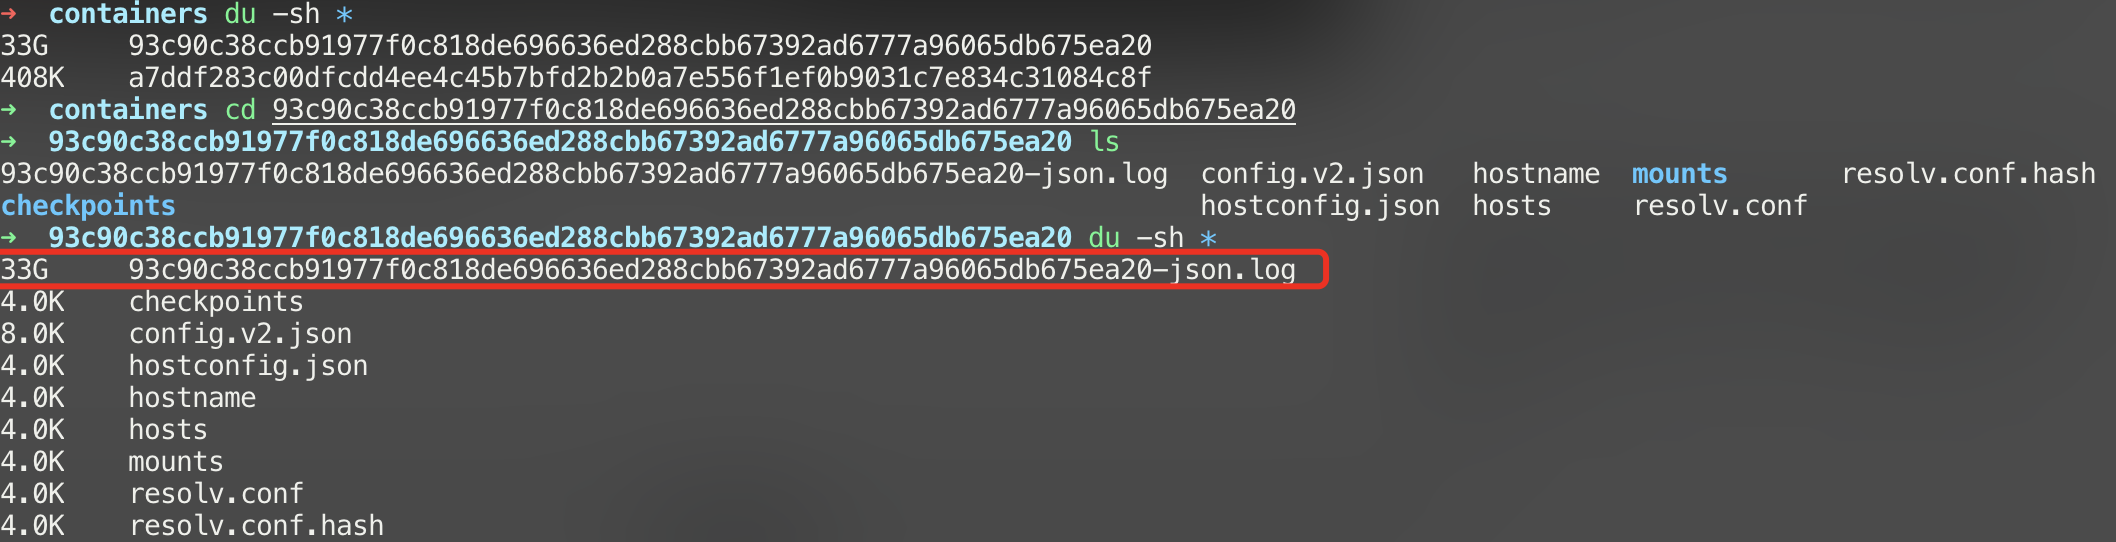 → containers du -sh *
33G 93c90c38ccb91977f0c818de696636ed288cbb67392ad6777a96065db675ea20
408K a7ddf283c00dfcdd4ee4c45b7bfd2b2b0a7e556f1ef0b9031c7e834c31084c8f
→ containers cd 93c90c38ccb91977f0c818de696636ed288cbb67392ad6777a96065db675ea20
→ 93c90c38ccb91977f0c818de696636ed288cbb67392ad6777a96065db675ea20 ls
93c90c38ccb91977f0c818de696636ed288cbb67392ad6777a96065db675ea20-json.log config.v2.json hostname mounts resolv.conf.hash
checkpoints hostconfig.json hosts resolv.conf
→ 93c90c38ccb91977f0c818de696636ed288cbb67392ad6777a96065db675ea20 du -sh *
33G 93c90c38ccb91977f0c818de696636ed288cbb67392ad6777a96065db675ea20-json.log
4.0K checkpoints
8.0K config.v2.json
4.0K hostconfig.json
4.0K hostname
4.0K hosts
4.0K mounts
4.0K resolv.conf
4.0K resolv.conf.hash